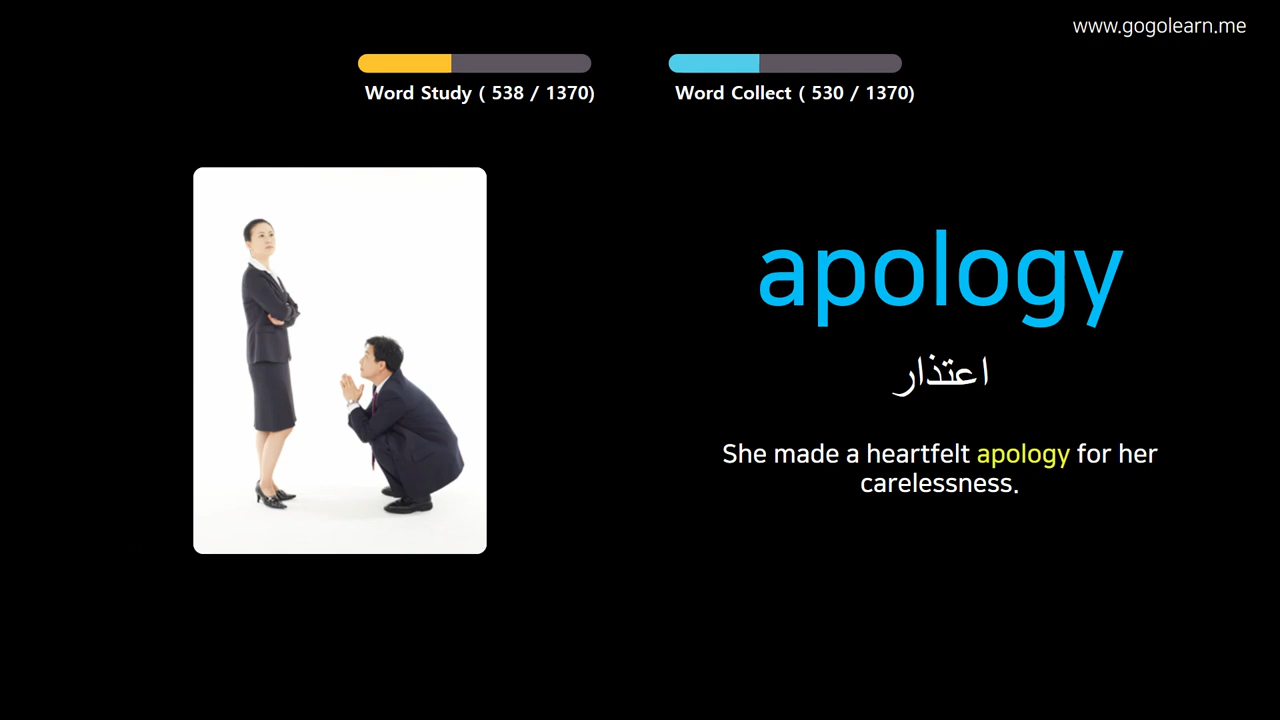 www.gogolearn.me
Word Study ( 538 / 1370)
Word Collect ( 530 / 1370)
apology
اعتذار
She made a heartfelt apology for her
carelessness.